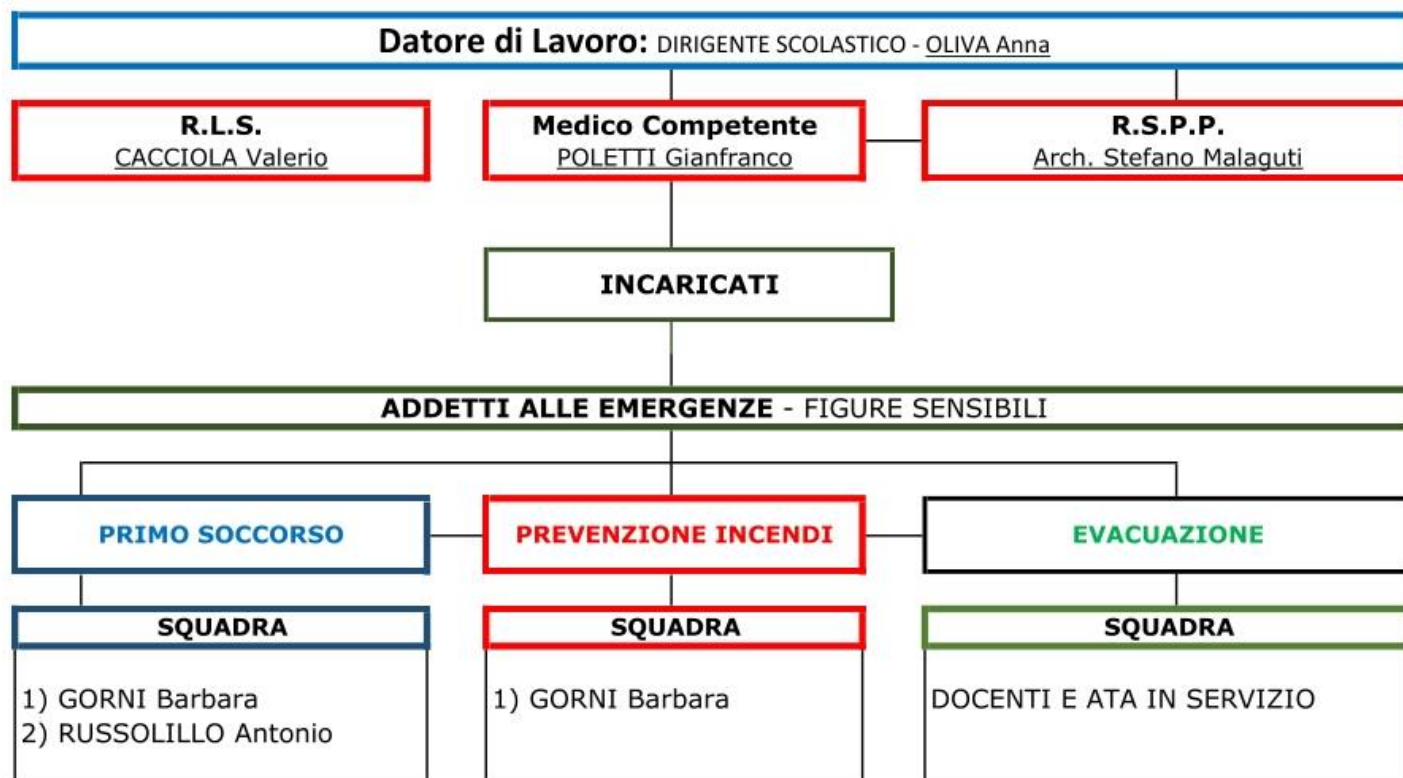 Datore di Lavoro: DIRIGENTE SCOLASTICO - OLIVA Anna
R.L.S.
CACCIOLA Valerio
Medico Competente
POLETTI Gianfranco
R.S.P.P.
Arch. Stefano Malaguti
INCARICATI
ADDETTI ALLE EMERGENZE - FIGURE SENSIBILI
PRIMO SOCCORSO
PREVENZIONE INCENDI
EVACUAZIONE
SQUADRA
1) GORNI Barbara
2) RUSSOLILLO Antonio
SQUADRA
1) GORNI Barbara
SQUADRA
DOCENTI E ATA IN SERVIZIO